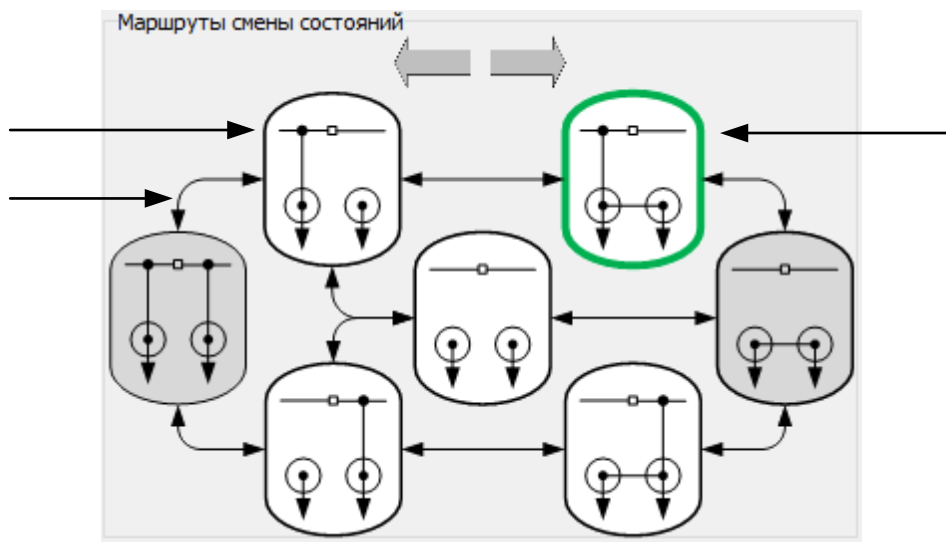 Маршруты смены состояний